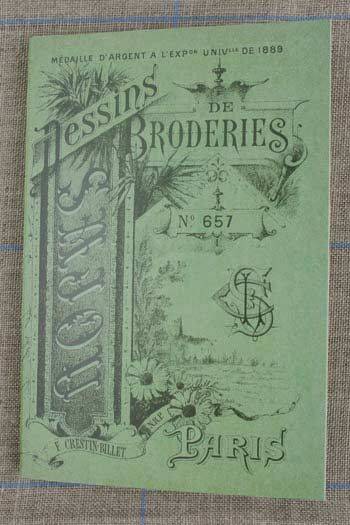 MÉDAILLE D'ARGENT A L'EXPon UNIVlle DE 1889
Dessins
DE
BRODERIES
No 657
E. CRESTIN-BILLET
PARIS